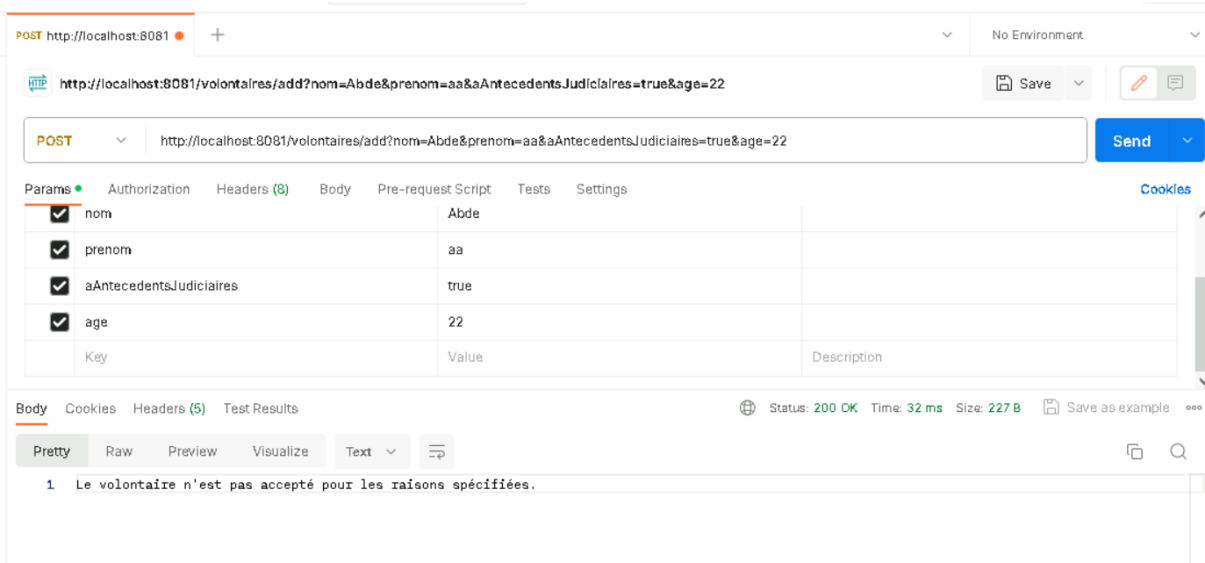 POST http://localhost:8081 No Environment
HTTP http://localhost:8081/volontaires/add?nom=Abde&prenom=aa&aAntecedentsJudiciaires=true&age=22 Save
POST http://localhost:8081/volontaires/add?nom=Abde&prenom=aa&aAntecedentsJudiciaires=true&age=22 Send
Params Authorization Headers (8) Body Pre-request Script Tests Settings Cookies
nom Abde
prenom aa
aAntecedentsJudiciaires true
age 22
Key Value Description
Body Cookies Headers (5) Test Results Status: 200 OK Time: 32 ms Size: 227 B Save as example
Pretty Raw Preview Visualize Text
1 Le volontaire n'est pas accepté pour les raisons spécifiées.